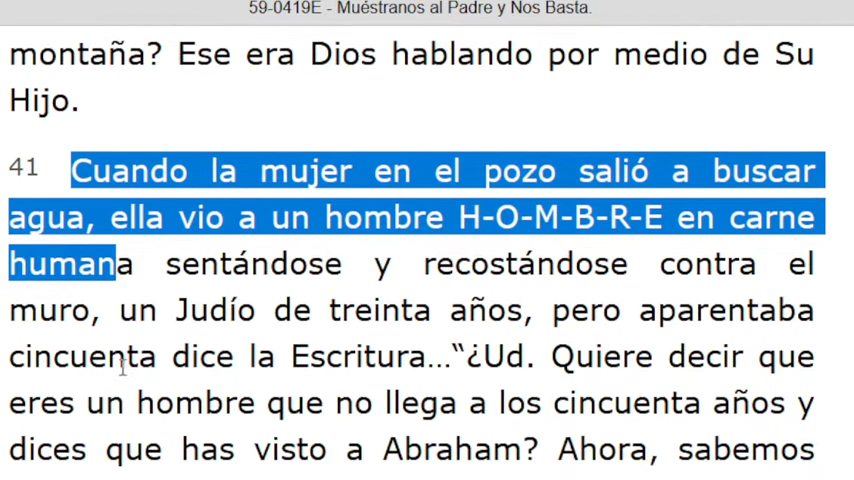 59-0419E - Muéstranos al Padre y Nos Basta.
montaña? Ese era Dios hablando por medio de Su
Hijo.
41 Cuando la mujer en el pozo salió a buscar
agua, ella vio a un hombre H-O-M-B-R-E en carne
humana sentándose y recostándose contra el
muro, un Judío de treinta años, pero aparentaba
cincuenta dice la Escritura...“¿Ud. Quiere decir que
eres un hombre que no llega a los cincuenta años y
dices que has visto a Abraham? Ahora, sabemos